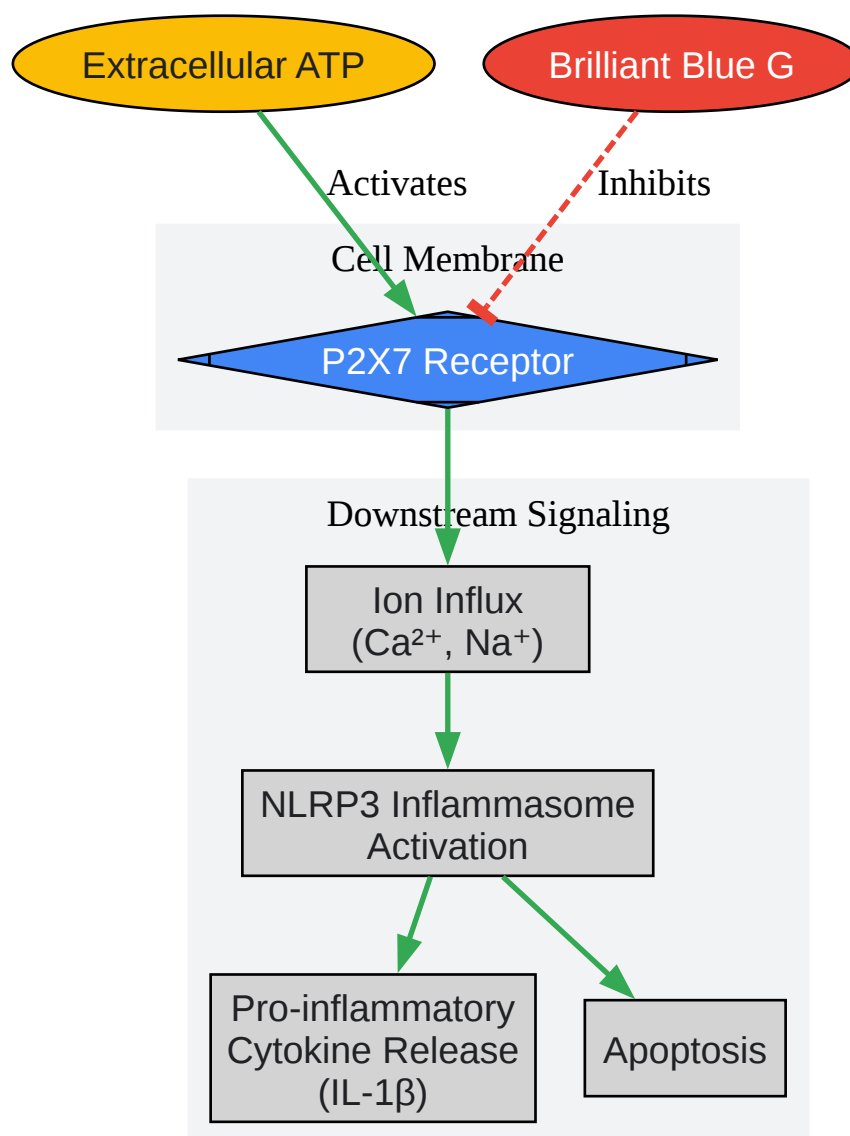 Extracellular ATP
Brilliant Blue G
Activates
Inhibits
Cell Membrane
P2X7 Receptor
Downstream Signaling
Ion Influx
(Ca²⁺, Na⁺)
NLRP3 Inflammasome
Activation
Pro-inflammatory
Cytokine Release
(IL-1β)
Apoptosis